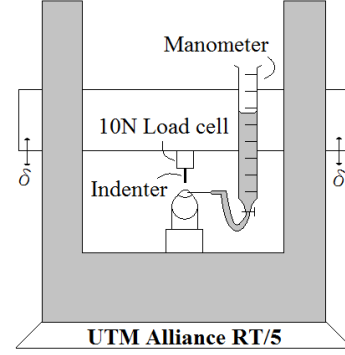 Manometer
10N Load cell
Indenter
δ
δ
UTM Alliance RT/5